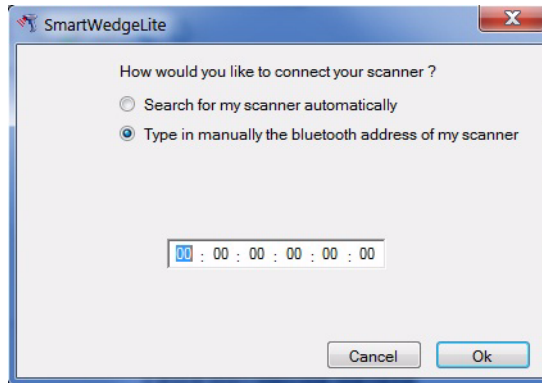 SmartWedgeLite
How would you like to connect your scanner ?
Search for my scanner automatically
Type in manually the bluetooth address of my scanner
00 : 00 : 00 : 00 : 00 : 00
Cancel Ok